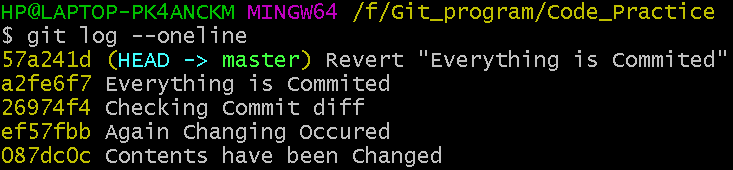 HP@LAPTOP-PK4ANCKM MINGW64 /f/Git_program/Code_Practice
$ git log --oneline
57a241d (HEAD -> master) Revert "Everything is Commited"
a2fe6f7 Everything is Commited
26974f4 Checking Commit diff
ef57fbb Again Changing Occured
087dc0c Contents have been Changed